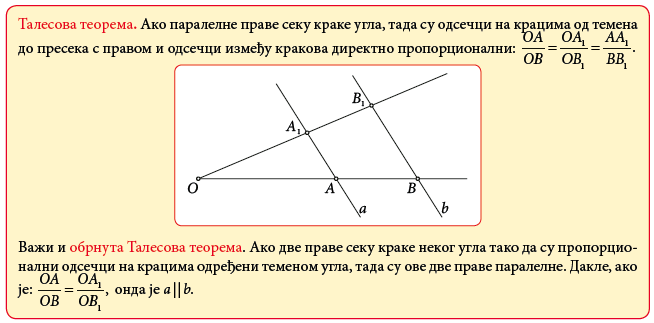 Талесова теорема. Ако паралелне праве секу краке угла, тада су одсечци на крацима од темена
до пресека с правом и одсечци између кракова директно пропорционални: OA/OB = OA₁/OB₁ = AA₁/BB₁.
B₁
A₁
O A B
a b
Важи и обрнута Талесова теорема. Ако две праве секу краке неког угла тако да су пропорцио-
нални одсечци на крацима одређени теменом угла, тада су ове две праве паралелне. Дакле, ако
је: OA/OB = OA₁/OB₁, онда је a || b.